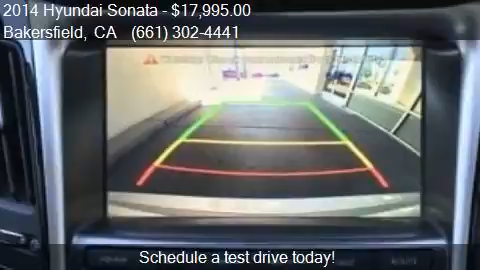 2014 Hyundai Sonata - $17,995.00
Bakersfield, CA (661) 302-4441
Schedule a test drive today!